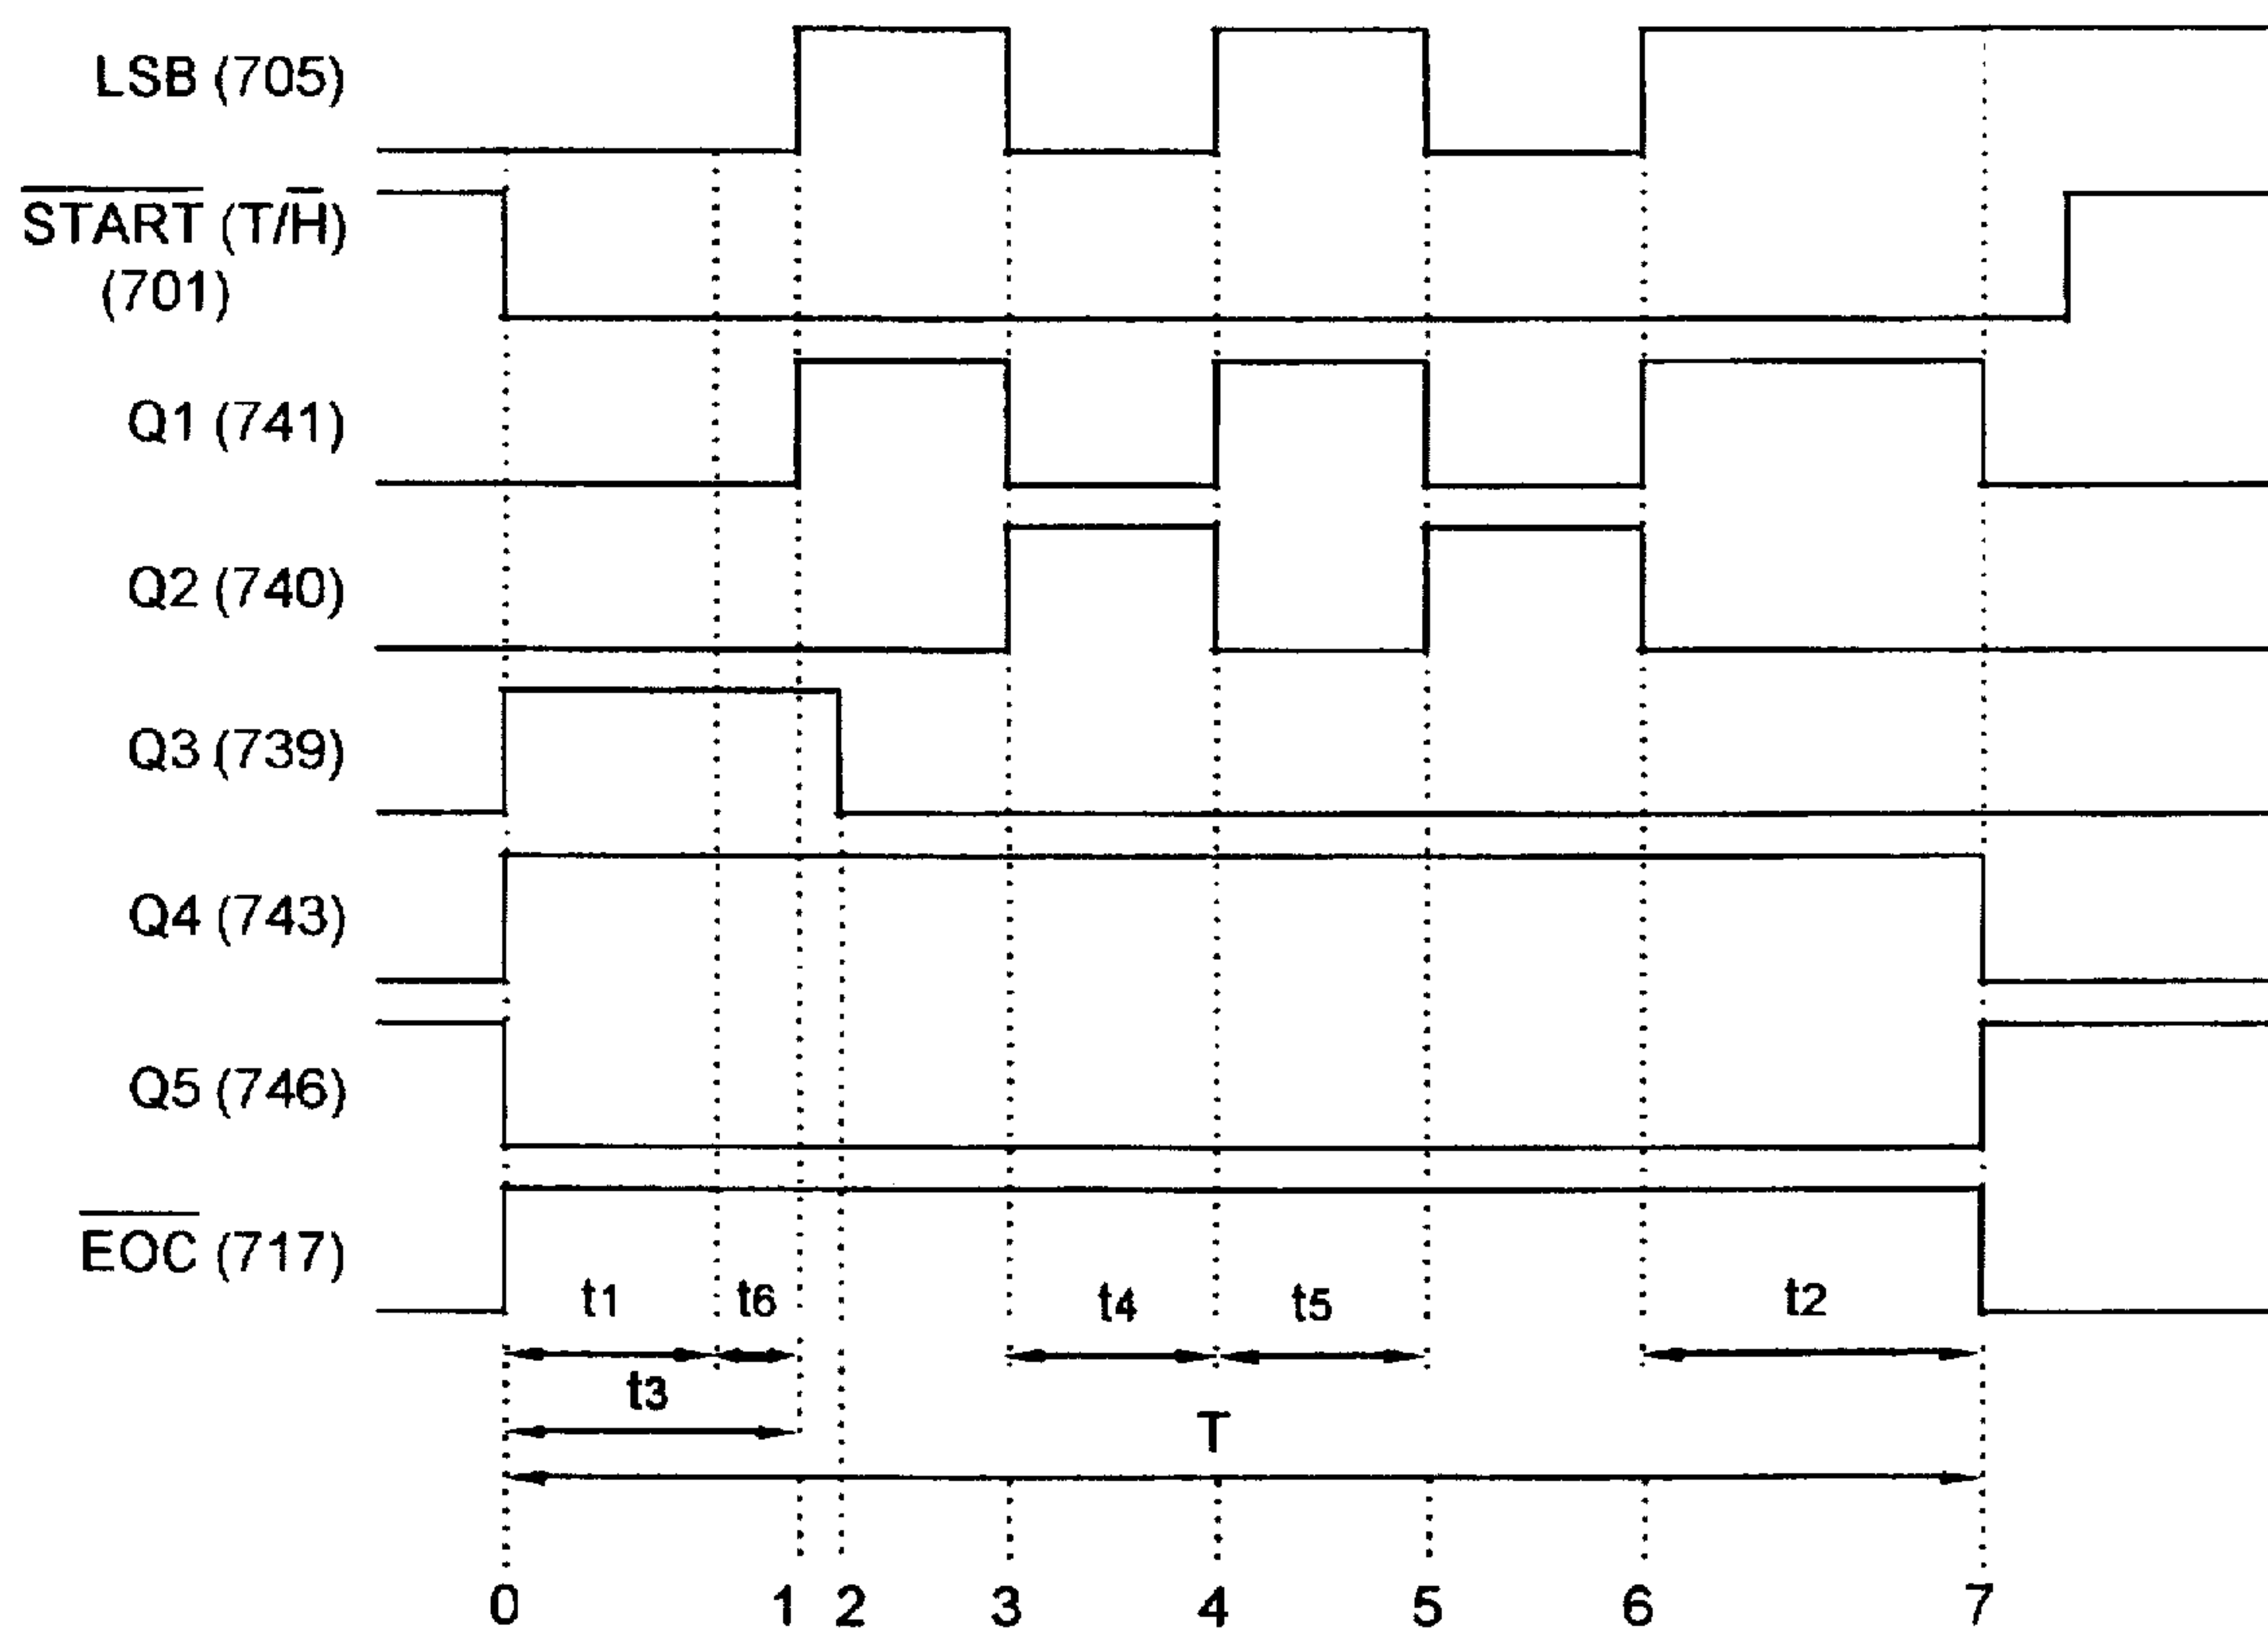 LSB (705)
START (T/H)
(701)
Q1 (741)
Q2 (740)
Q3 (739)
Q4 (743)
Q5 (746)
EOC (717)
t1 t6 t4 t5 t2
t3
T
0 1 2 3 4 5 6 7